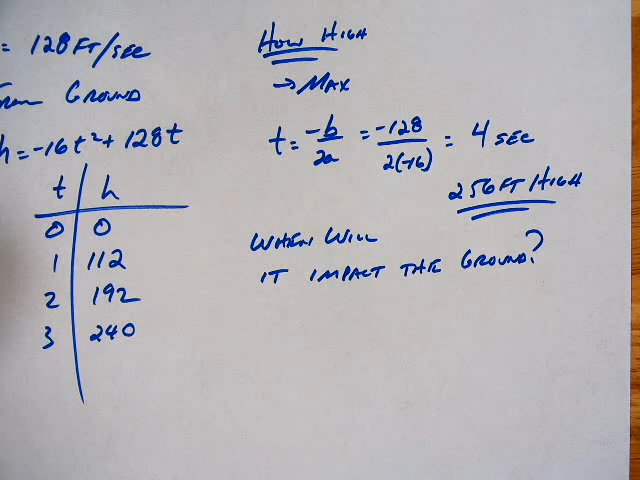 = 128 FT/SEC
From GROUND
h = -16t² + 128t
t h
0 0
1 112
2 192
3 240
HOW HIGH
→ MAX
t = -b/2a = -128/2(-16) = 4 SEC
256 FT HIGH
WHEN WILL
IT IMPACT THE GROUND?